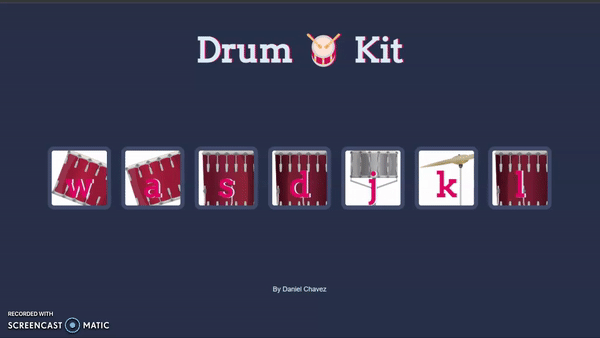 Drum Kit
w a s d j k l
By Daniel Chavez
RECORDED WITH
SCREENCAST MATIC